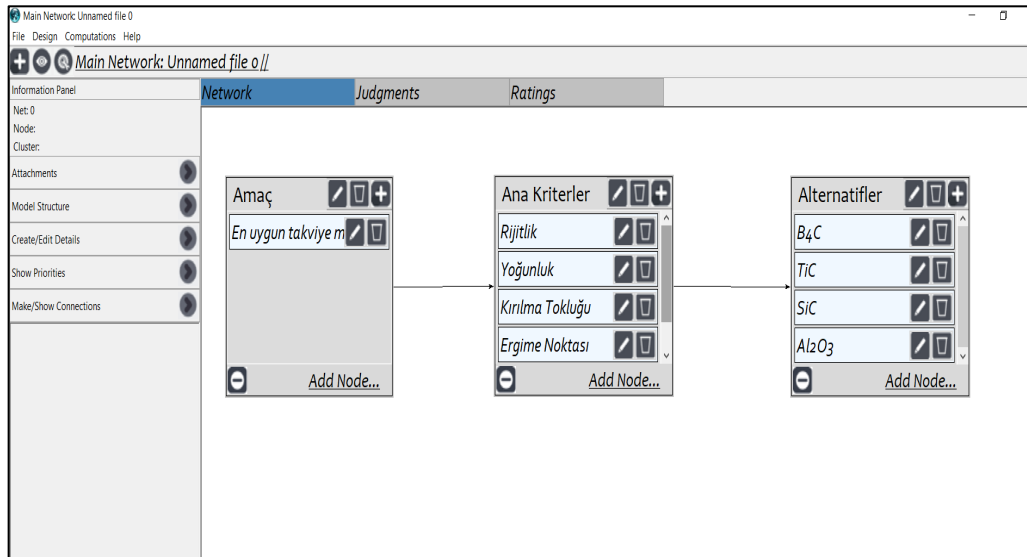 Main Network: Unnamed file 0
File Design Computations Help
Main Network: Unnamed file 0//
Information Panel
Net: 0
Node:
Cluster:
Attachments
Model Structure
Create/Edit Details
Show Priorities
Make/Show Connections
Network Judgments Ratings
Amaç
En uygun takviye m
Add Node...
Ana Kriterler
Rijitlik
Yoğunluk
Kırılma Tokluğu
Ergime Noktası
Add Node...
Alternatifler
B4C
TiC
SiC
Al2O3
Add Node...